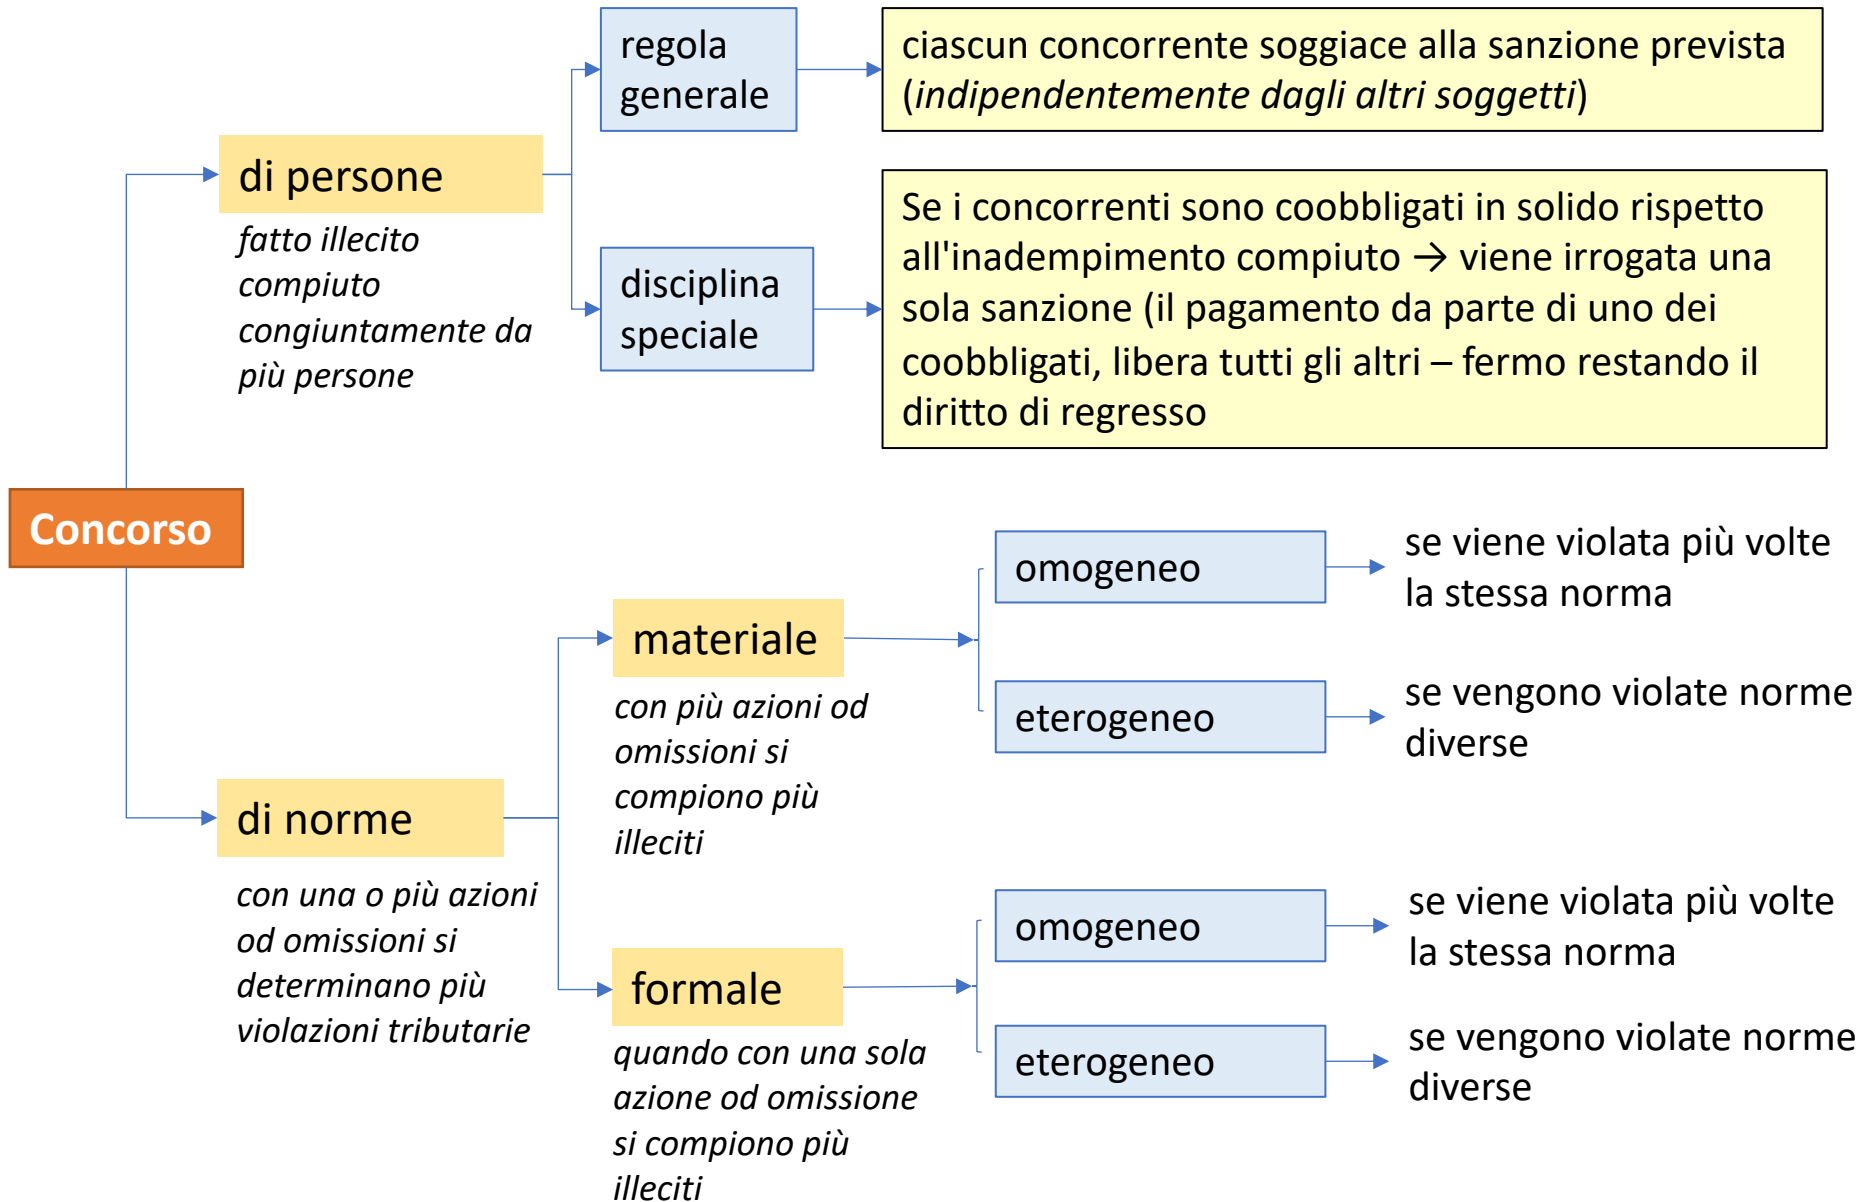 regola
generale
ciascun concorrente soggiace alla sanzione prevista
(indipendentemente dagli altri soggetti)
di persone
fatto illecito
compiuto
congiuntamente da
più persone
disciplina
speciale
Se i concorrenti sono coobbligati in solido rispetto
all'inadempimento compiuto → viene irrogata una
sola sanzione (il pagamento da parte di uno dei
coobbligati, libera tutti gli altri – fermo restando il
diritto di regresso
Concorso
di norme
con una o più azioni
od omissioni si
determinano più
violazioni tributarie
materiale
con più azioni od
omissioni si
compiono più
illeciti
omogeneo
se viene violata più volte
la stessa norma
eterogeneo
se vengono violate norme
diverse
formale
quando con una sola
azione od omissione
si compiono più
illeciti
omogeneo
se viene violata più volte
la stessa norma
eterogeneo
se vengono violate norme
diverse